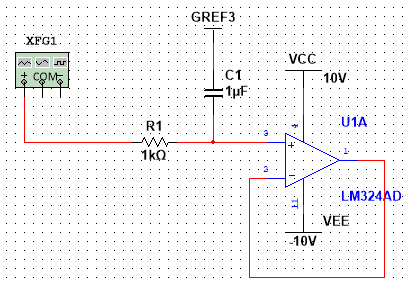 GREF3
XFG1
COM
C1
1µF
VCC
10V
R1
1kΩ
U1A
3
4
1
2
11
LM324AD
VEE
-10V